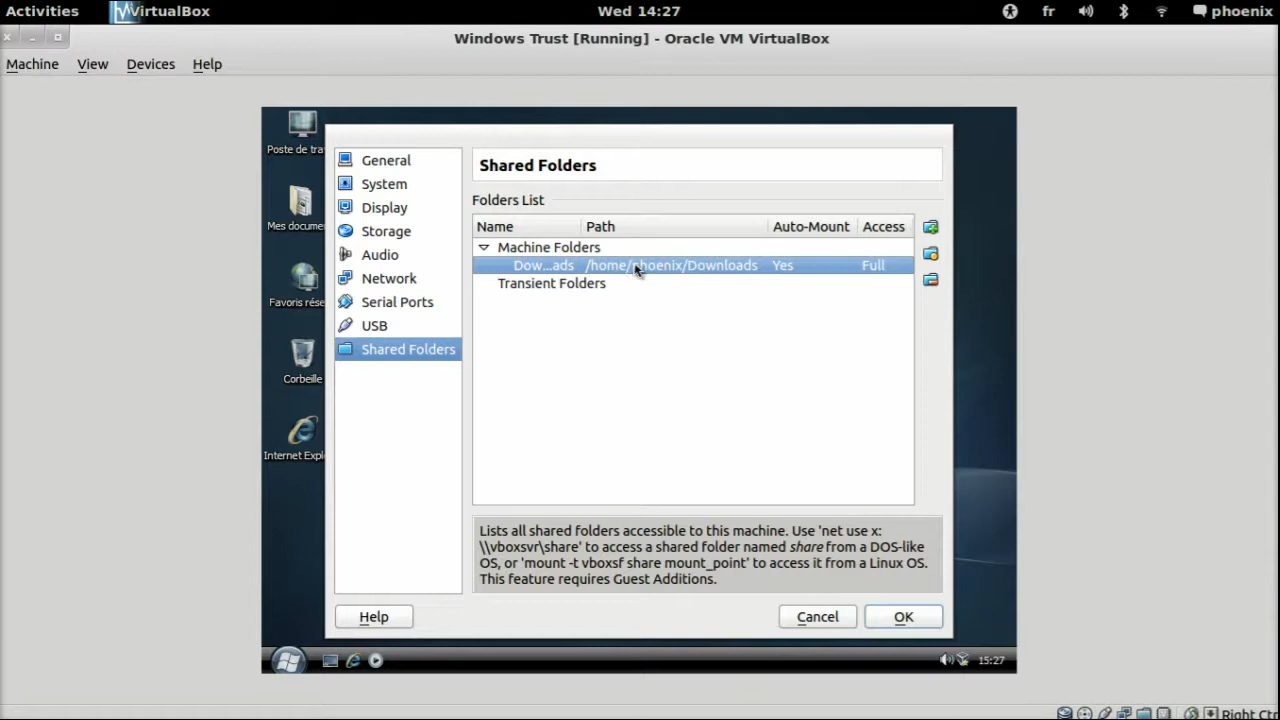 Activities VirtualBox Wed 14:27 fr phoenix
Windows Trust [Running] - Oracle VM VirtualBox
Machine View Devices Help
Poste de tra
Mes docume
Favoris rése
Corbeille
Internet Expl
General
System
Display
Storage
Audio
Network
Serial Ports
USB
Shared Folders
Shared Folders
Folders List
Name Path Auto-Mount Access
Machine Folders
Dow...ads /home/phoenix/Downloads Yes Full
Transient Folders
Lists all shared folders accessible to this machine. Use 'net use x:
\\vboxsvr\share' to access a shared folder named share from a DOS-like
OS, or 'mount -t vboxsf share mount_point' to access it from a Linux OS.
This feature requires Guest Additions.
Help Cancel OK
15:27
Right Ctr